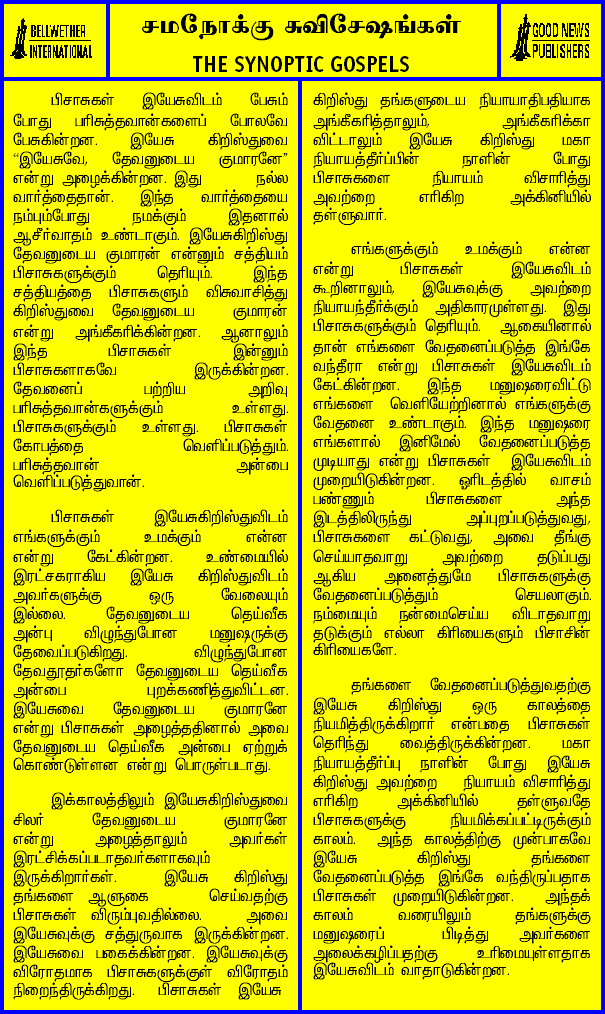 BELLWETHER
INTERNATIONAL
சமநோக்கு சுவிசேஷங்கள்
THE SYNOPTIC GOSPELS
GOOD NEWS
PUBLISHERS
பிசாசுகள் இயேசுவிடம் பேசும்
போது பரிசுத்தவான்களைப் போலவே
பேசுகின்றன. இயேசு கிறிஸ்துவை
“இயேசுவே, தேவனுடைய குமாரனே”
என்று அழைக்கின்றன. இது நல்ல
வார்த்தைதான். இந்த வார்த்தையை
நம்பும்போது நமக்கும் இதனால்
ஆசீர்வாதம் உண்டாகும். இயேசுகிறிஸ்து
தேவனுடைய குமாரன் என்னும் சத்தியம்
பிசாசுகளுக்கும் தெரியும். இந்த
சத்தியத்தை பிசாசுகளும் விசுவாசித்து
கிறிஸ்துவை தேவனுடைய குமாரன்
என்று அங்கீகரிக்கின்றன. ஆனாலும்
இந்த பிசாசுகள் இன்னும்
பிசாசுகளாகவே இருக்கின்றன.
தேவனைப் பற்றிய அறிவு
பரிசுத்தவான்களுக்கும் உள்ளது.
பிசாசுகளுக்கும் உள்ளது. பிசாசுகள்
கோபத்தை வெளிப்படுத்தும்.
பரிசுத்தவான் அன்பை
வெளிப்படுத்துவான்.
பிசாசுகள் இயேசுகிறிஸ்துவிடம்
எங்களுக்கும் உமக்கும் என்ன
என்று கேட்கின்றன. உண்மையில்
இரட்சகராகிய இயேசு கிறிஸ்துவிடம்
அவர்களுக்கு ஒரு வேலையும்
இல்லை. தேவனுடைய தெய்வீக
அன்பு விழுந்துபோன மனுஷருக்கு
தேவைப்படுகிறது. விழுந்துபோன
தேவதூதர்களோ தேவனுடைய தெய்வீக
அன்பை புறக்கணித்துவிட்டன.
இயேசுவை தேவனுடைய குமாரனே
என்று பிசாசுகள் அழைத்ததினால் அவை
தேவனுடைய தெய்வீக அன்பை ஏற்றுக்
கொண்டுள்ளன என்று பொருள்படாது.
இக்காலத்திலும் இயேசுகிறிஸ்துவை
சிலர் தேவனுடைய குமாரனே
என்று அழைத்தாலும் அவர்கள்
இரட்சிக்கப்படாதவர்களாகவும்
இருக்கிறார்கள். இயேசு கிறிஸ்து
தங்களை ஆளுகை செய்வதற்கு
பிசாசுகள் விரும்புவதில்லை. அவை
இயேசுவுக்கு சத்துருவாக இருக்கின்றன.
இயேசுவை பகைக்கின்றன. இயேசுவுக்கு
விரோதமாக பிசாசுகளுக்குள் விரோதம்
நிறைந்திருக்கிறது. பிசாசுகள் இயேசு
கிறிஸ்து தங்களுடைய நியாயாதிபதியாக
அங்கீகரித்தாலும், அங்கீகரிக்கா
விட்டாலும் இயேசு கிறிஸ்து மகா
நியாயத்தீர்ப்பின் நாளின் போது
பிசாசுகளை நியாயம் விசாரித்து
அவற்றை எரிகிற அக்கினியில்
தள்ளுவார்.
எங்களுக்கும் உமக்கும் என்ன
என்று பிசாசுகள் இயேசுவிடம்
கூறினாலும், இயேசுவுக்கு அவற்றை
நியாயந்தீர்க்கும் அதிகாரமுள்ளது. இது
பிசாசுகளுக்கும் தெரியும். ஆகையினால்
தான் எங்களை வேதனைப்படுத்த இங்கே
வந்தீரா என்று பிசாசுகள் இயேசுவிடம்
கேட்கின்றன. இந்த மனுஷரைவிட்டு
எங்களை வெளியேற்றினால் எங்களுக்கு
வேதனை உண்டாகும். இந்த மனுஷரை
எங்களால் இனிமேல் வேதனைப்படுத்த
முடியாது என்று பிசாசுகள் இயேசுவிடம்
முறையிடுகின்றன. ஓரிடத்தில் வாசம்
பண்ணும் பிசாசுகளை அந்த
இடத்திலிருந்து அப்புறப்படுத்துவது,
பிசாசுகளை கட்டுவது, அவை தீங்கு
செய்யாதவாறு அவற்றை தடுப்பது
ஆகிய அனைத்துமே பிசாசுகளுக்கு
வேதனைப்படுத்தும் செயலாகும்.
நம்மையும் நன்மைசெய்ய விடாதவாறு
தடுக்கும் எல்லா கிரியைகளும் பிசாசின்
கிரியைகளே.
தங்களை வேதனைப்படுத்துவதற்கு
இயேசு கிறிஸ்து ஒரு காலத்தை
நியமித்திருக்கிறார் என்பதை பிசாசுகள்
தெரிந்து வைத்திருக்கின்றன. மகா
நியாயத்தீர்ப்பு நாளின் போது இயேசு
கிறிஸ்து அவற்றை நியாயம் விசாரித்து
எரிகிற அக்கினியில் தள்ளுவதே
பிசாசுகளுக்கு நியமிக்கப்பட்டிருக்கும்
காலம். அந்த காலத்திற்கு முன்பாகவே
இயேசு கிறிஸ்து தங்களை
வேதனைப்படுத்த இங்கே வந்திருப்பதாக
பிசாசுகள் முறையிடுகின்றன. அந்தக்
காலம் வரையிலும் தங்களுக்கு
மனுஷரைப் பிடித்து அவர்களை
அலைக்கழிப்பதற்கு உரிமையுள்ளதாக
இயேசுவிடம் வாதாடுகின்றன.